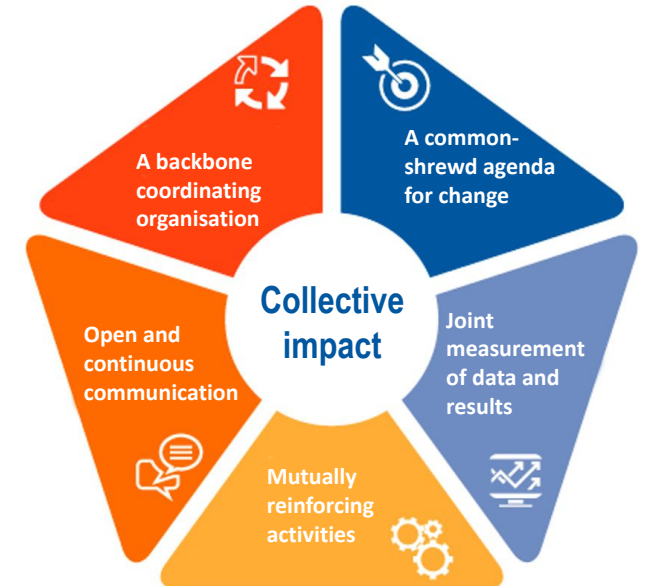 A backbone
coordinating
organisation
A common-
shrewd agenda
for change
Collective
impact
Open and
continuous
communication
Joint
measurement
of data and
results
Mutually
reinforcing
activities